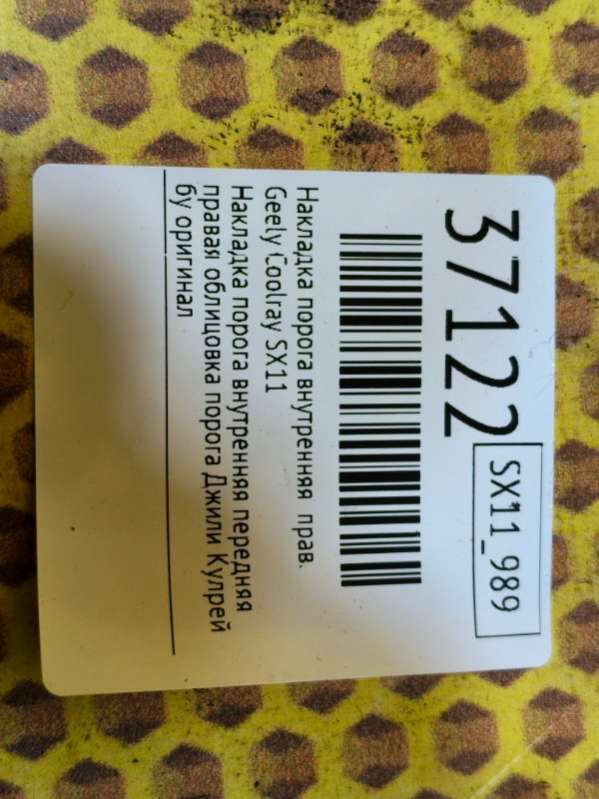 37122
SX11_989
Накладка порога внутренняя прав.
Geely Coolray SX11
Накладка порога внутренняя передняя
правая облицовка порога Джили Кулрей
бу оригинал